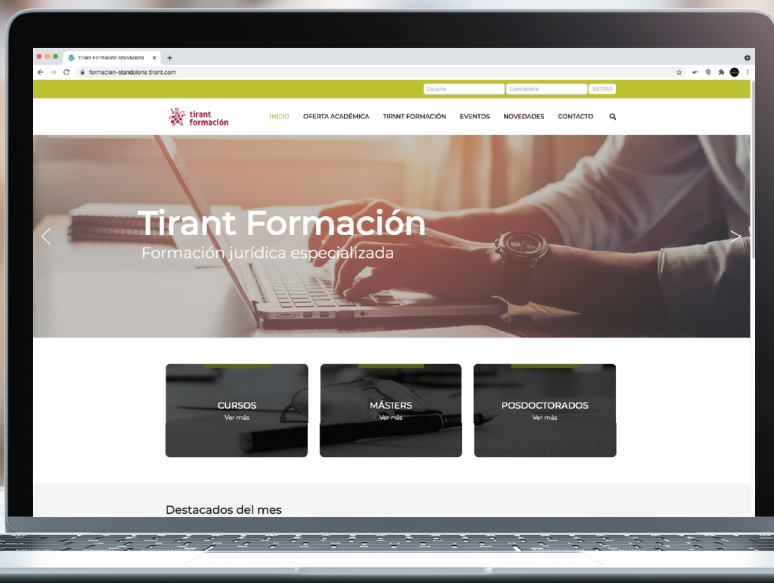 Tirant Formación Standalone
formacion-standalone.tirant.com
Usuario Contraseña ENTRAR
tirant
formación
INICIO OFERTA ACADÉMICA TIRANT FORMACIÓN EVENTOS NOVEDADES CONTACTO
Tirant Formación
Formación jurídica especializada
CURSOS MÁSTERS POSDOCTORADOS
Ver más Ver más Ver más
Destacados del mes